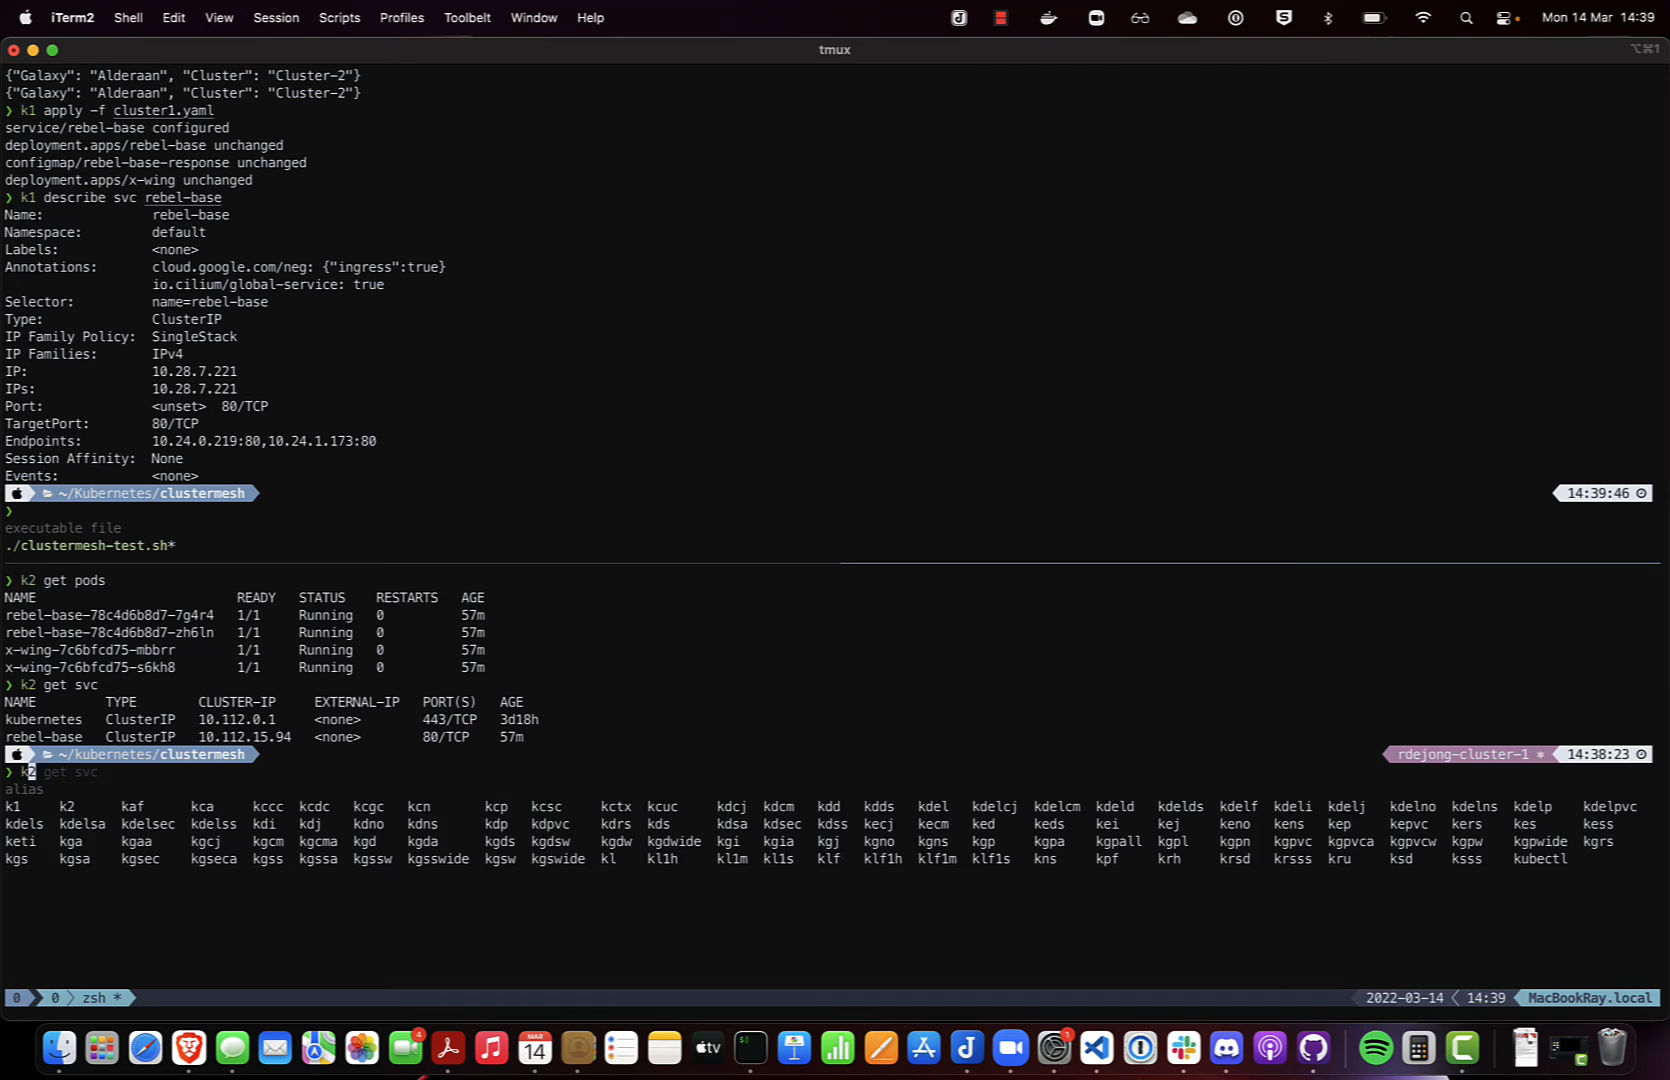 iTerm2 Shell Edit View Session Scripts Profiles Toolbelt Window Help Mon 14 Mar 14:39
tmux ⌥⌘1
{"Galaxy": "Alderaan", "Cluster": "Cluster-2"}
{"Galaxy": "Alderaan", "Cluster": "Cluster-2"}
❯ k1 apply -f cluster1.yaml
service/rebel-base configured
deployment.apps/rebel-base unchanged
configmap/rebel-base-response unchanged
deployment.apps/x-wing unchanged
❯ k1 describe svc rebel-base
Name: rebel-base
Namespace: default
Labels: <none>
Annotations: cloud.google.com/neg: {"ingress":true}
io.cilium/global-service: true
Selector: name=rebel-base
Type: ClusterIP
IP Family Policy: SingleStack
IP Families: IPv4
IP: 10.28.7.221
IPs: 10.28.7.221
Port: <unset> 80/TCP
TargetPort: 80/TCP
Endpoints: 10.24.0.219:80,10.24.1.173:80
Session Affinity: None
Events: <none>
~/Kubernetes/clustermesh 14:39:46
❯
executable file
./clustermesh-test.sh*
❯ k2 get pods
NAME READY STATUS RESTARTS AGE
rebel-base-78c4d6b8d7-7g4r4 1/1 Running 0 57m
rebel-base-78c4d6b8d7-zh6ln 1/1 Running 0 57m
x-wing-7c6bfcd75-mbbrr 1/1 Running 0 57m
x-wing-7c6bfcd75-s6kh8 1/1 Running 0 57m
❯ k2 get svc
NAME TYPE CLUSTER-IP EXTERNAL-IP PORT(S) AGE
kubernetes ClusterIP 10.112.0.1 <none> 443/TCP 3d18h
rebel-base ClusterIP 10.112.15.94 <none> 80/TCP 57m
~/kubernetes/clustermesh rdejong-cluster-1 ⎈ 14:38:23
❯ k2 get svc
alias
k1 k2 kaf kca kccc kcdc kcgc kcn kcp kcsc kctx kcuc kdcj kdcm kdd kdds kdel kdelcj kdelcm kdeld kdelds kdelf kdeli kdelj kdelno kdelns kdelp kdelpvc
kdels kdelsa kdelsec kdelss kdi kdj kdno kdns kdp kdpvc kdrs kds kdsa kdsec kdss kecj kecm ked keds kei kej keno kens kep kepvc kers kes kess
keti kga kgaa kgcj kgcm kgcma kgd kgda kgds kgdsw kgdw kgdwide kgi kgia kgj kgno kgns kgp kgpa kgpall kgpl kgpn kgpvc kgpvca kgpvcw kgpw kgpwide kgrs
kgs kgsa kgsec kgseca kgss kgssa kgssw kgsswide kgsw kgswide kl kl1h kl1m kl1s klf klf1h klf1m klf1s kns kpf krh krsd krsss kru ksd ksss kubectl
0 0 zsh * 2022-03-14 14:39 MacBookRay.local
4 MAR 14 tv 1